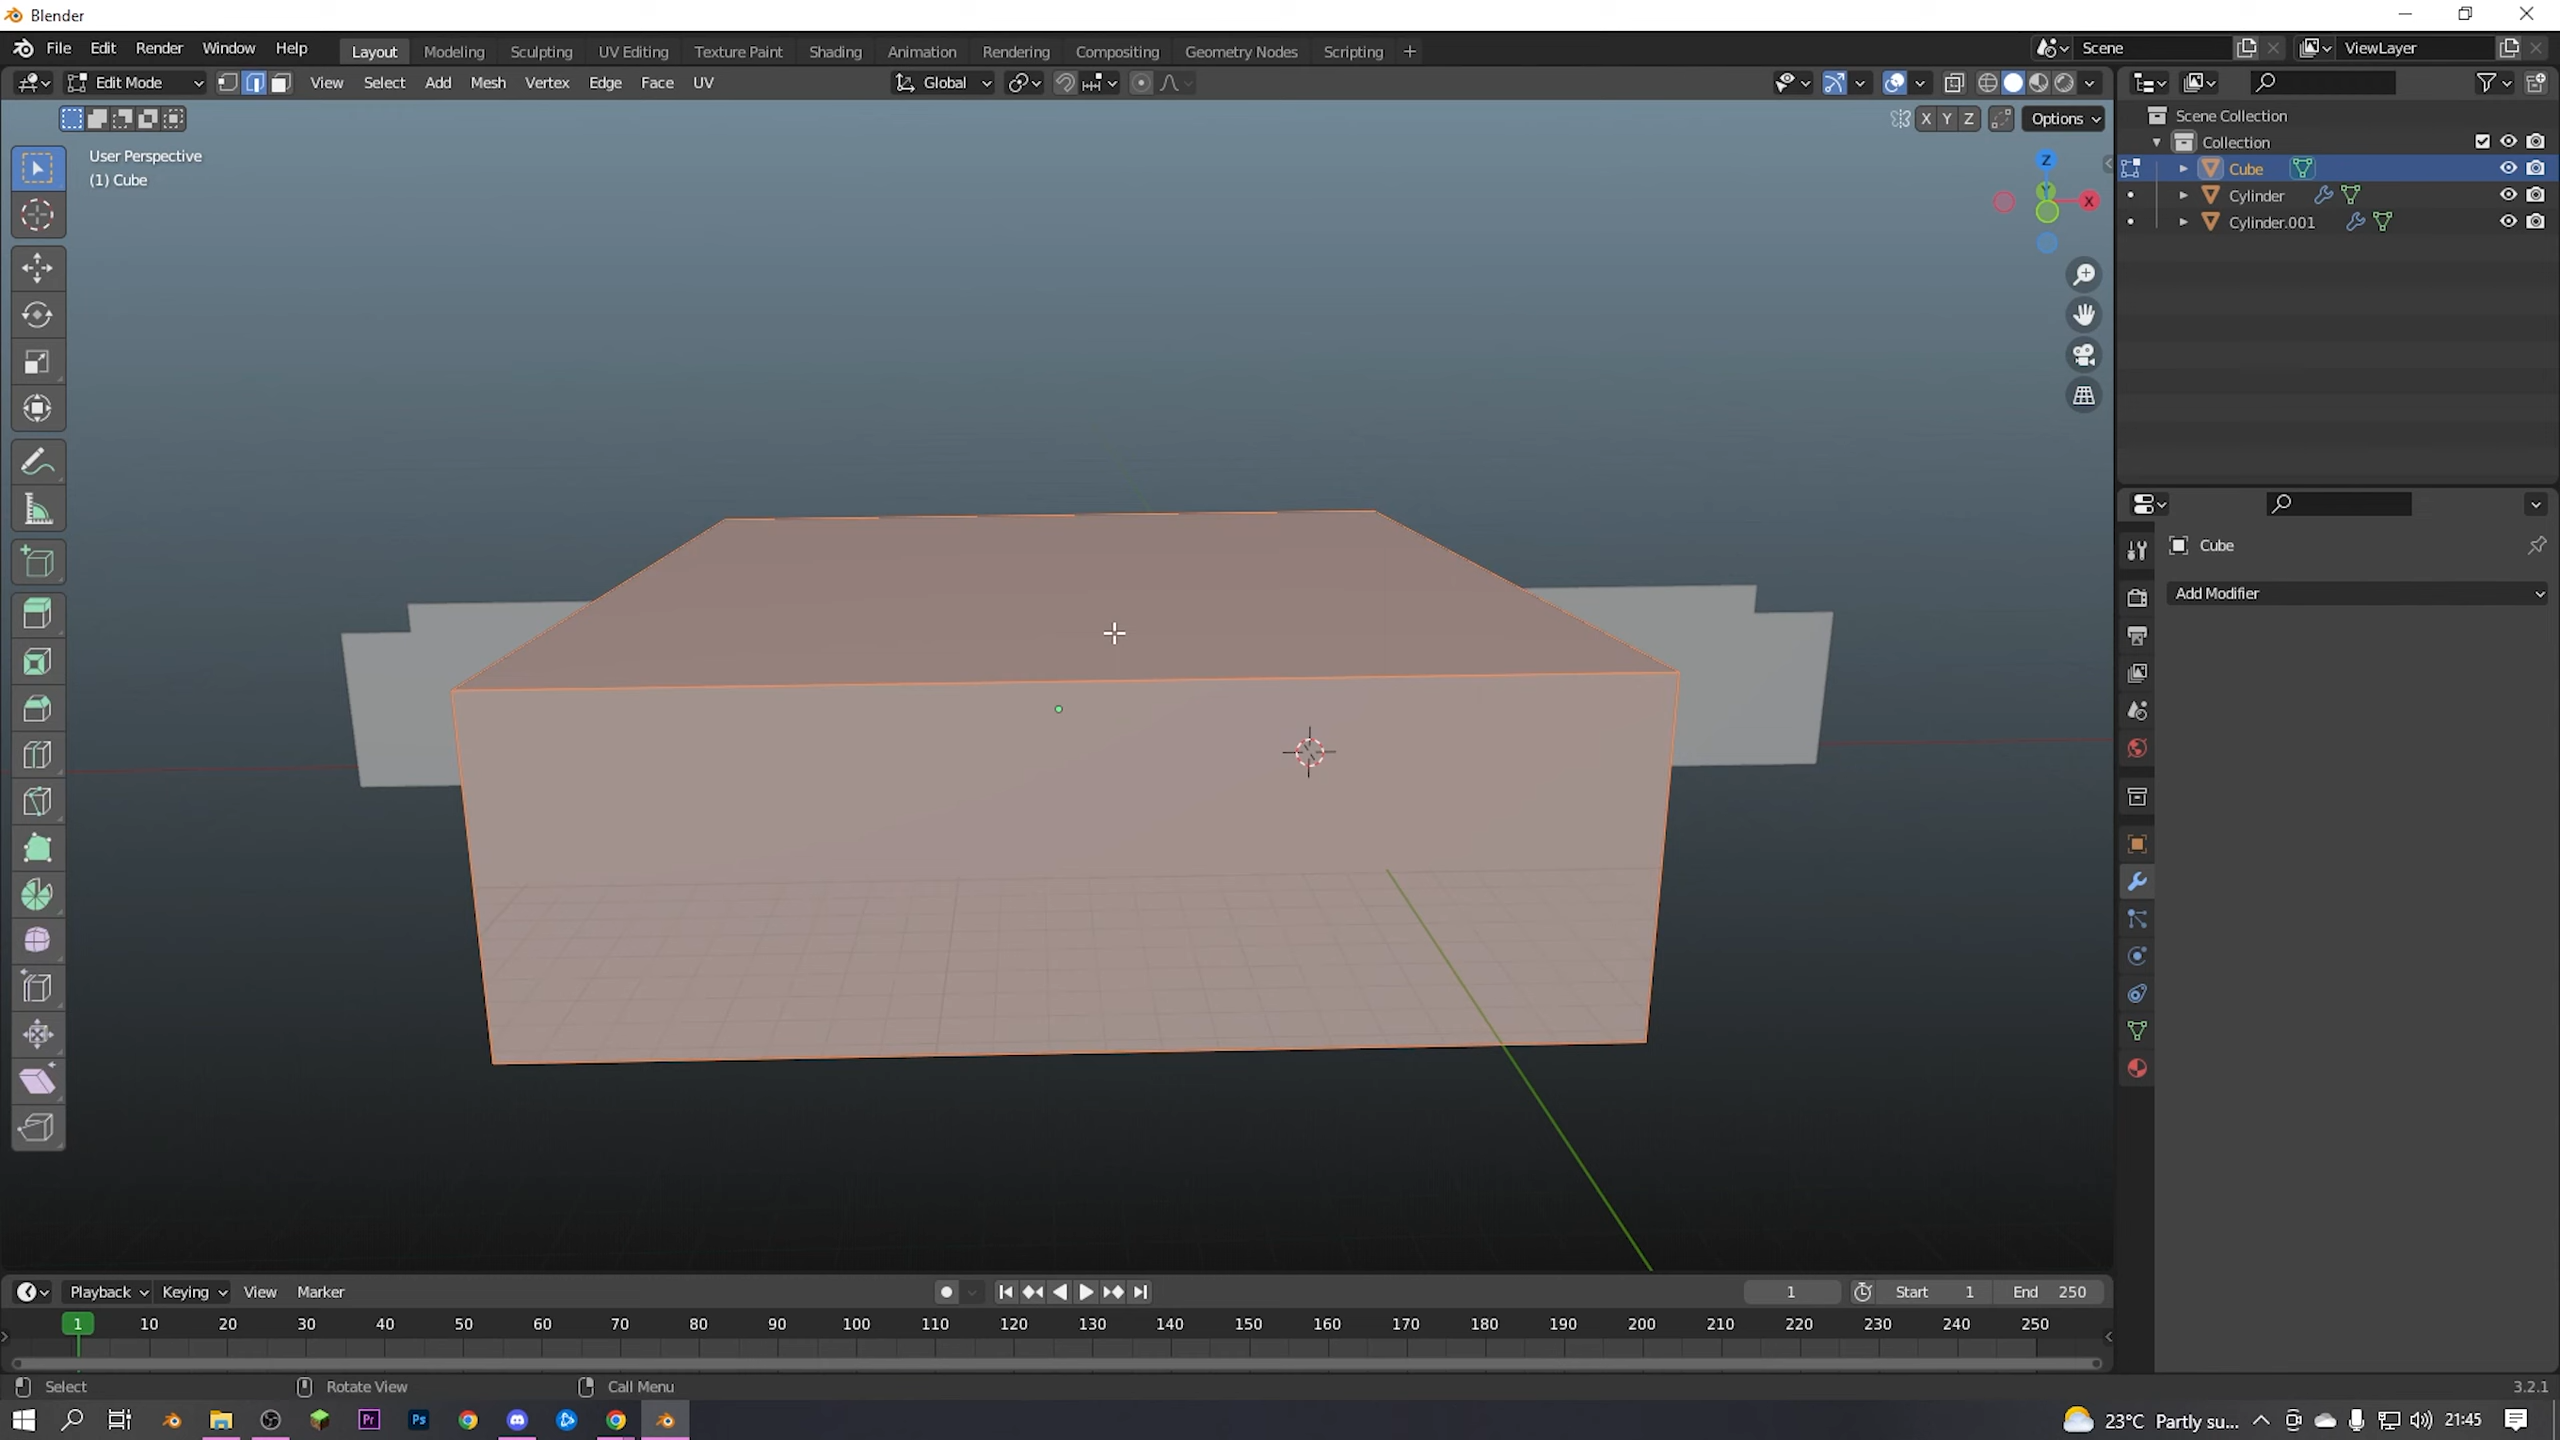 Blender
File Edit Render Window Help Layout Modeling Sculpting UV Editing Texture Paint Shading Animation Rendering Compositing Geometry Nodes Scripting + Scene ViewLayer
Edit Mode View Select Add Mesh Vertex Edge Face UV Global
X Y Z Options
User Perspective
(1) Cube
Z
Y
X
Scene Collection
Collection
Cube
Cylinder
Cylinder.001
Cube
Add Modifier
Playback Keying View Marker 1 Start 1 End 250
1 10 20 30 40 50 60 70 80 90 100 110 120 130 140 150 160 170 180 190 200 210 220 230 240 250
Select Rotate View Call Menu 3.2.1
Pr Ps 23°C Partly su... 21:45